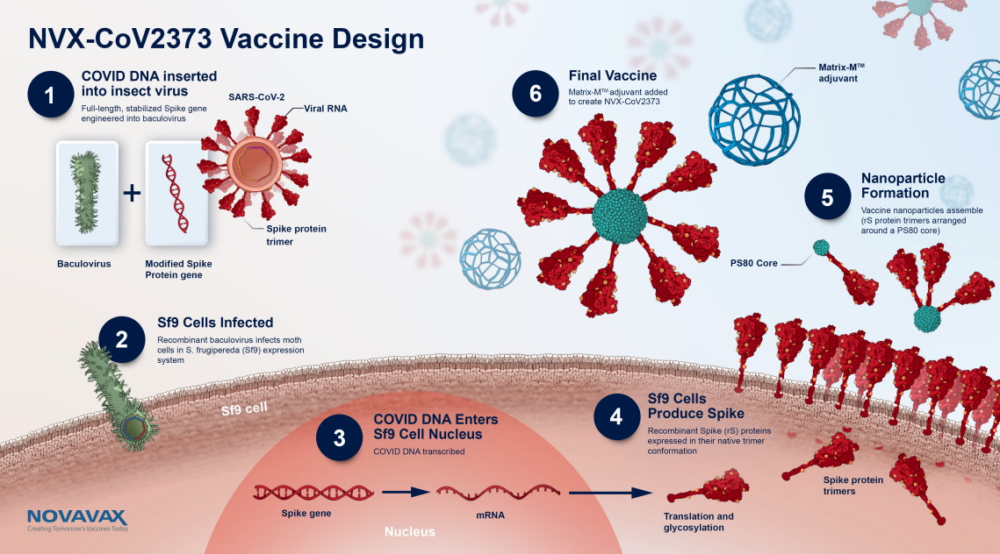 NVX-CoV2373 Vaccine Design
1
COVID DNA inserted
into insect virus
Full-length, stabilized Spike gene
engineered into baculovirus
SARS-CoV-2
Viral RNA
+
Spike protein
trimer
Baculovirus
Modified Spike
Protein gene
2
Sf9 Cells Infected
Recombinant baculovirus infects moth
cells in S. frugipereda (Sf9) expression
system
Sf9 cell
3
COVID DNA Enters
Sf9 Cell Nucleus
COVID DNA transcribed
Spike gene
mRNA
Nucleus
4
Sf9 Cells
Produce Spike
Recombinant Spike (rS) proteins
expressed in their native trimer
conformation
Translation and
glycosylation
Spike protein
trimers
5
Nanoparticle
Formation
Vaccine nanoparticles assemble
(rS protein trimers arranged
around a PS80 core)
PS80 Core
6
Final Vaccine
Matrix-M™ adjuvant added
to create NVX-CoV2373
Matrix-M™
adjuvant
NOVAVAX
Creating Tomorrow's Vaccines Today